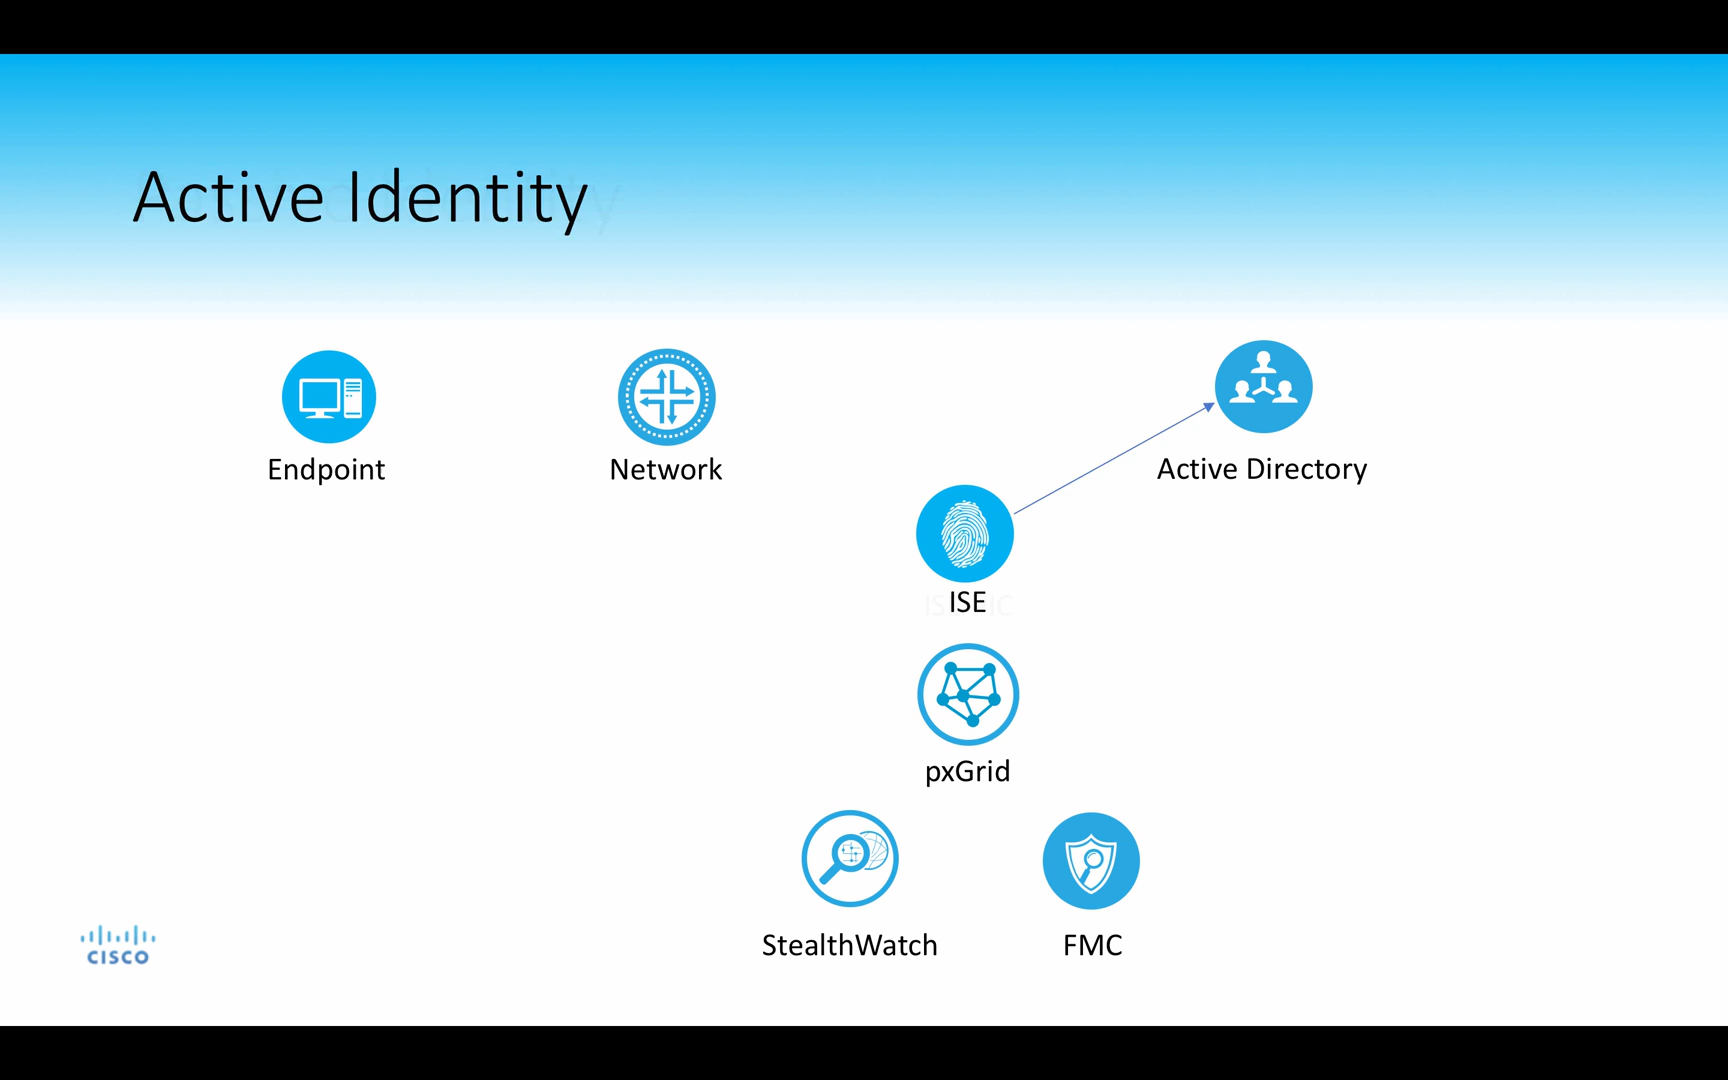 Active Identity
Endpoint
Network
Active Directory
ISE
pxGrid
StealthWatch
FMC
CISCO